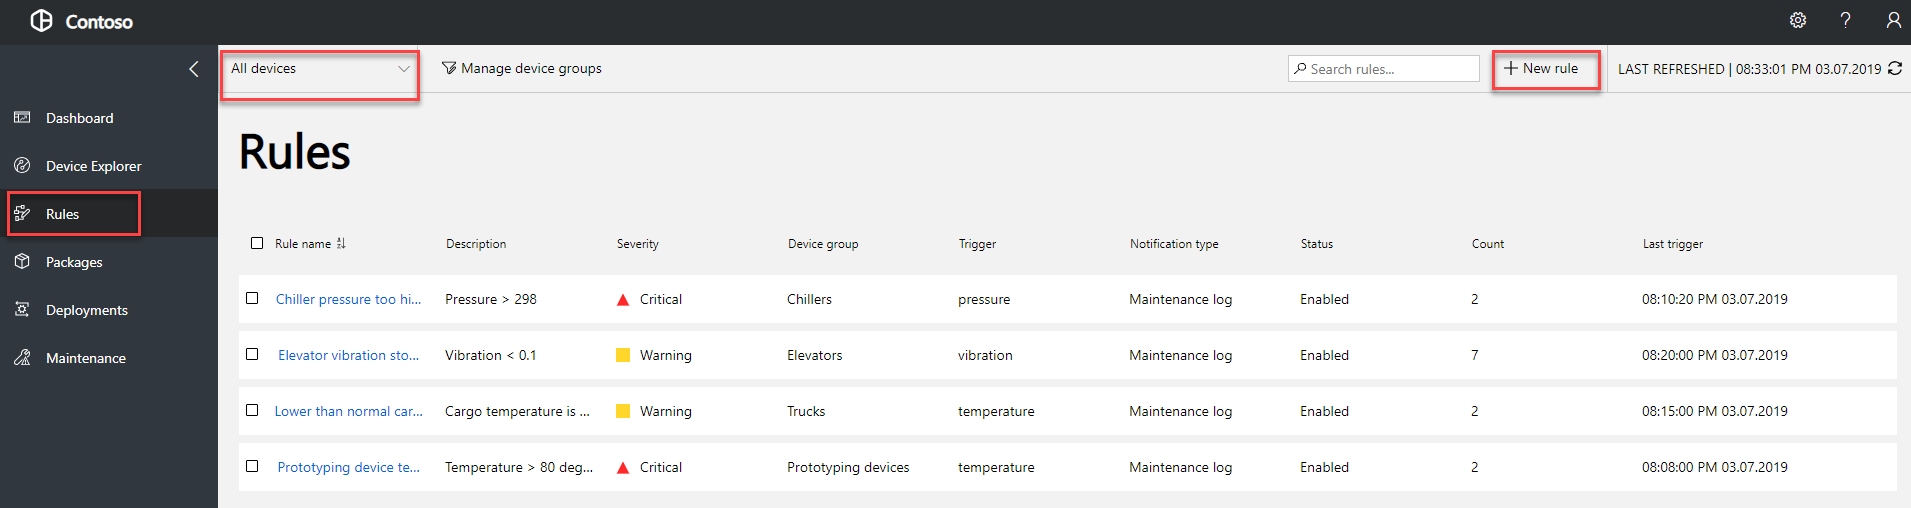 Contoso
All devices
Manage device groups
Search rules...
New rule
LAST REFRESHED | 08:33:01 PM 03.07.2019
Dashboard
Device Explorer
Rules
Packages
Deployments
Maintenance
Rules
Rule name Description Severity Device group Trigger Notification type Status Count Last trigger
Chiller pressure too hi... Pressure > 298 Critical Chillers pressure Maintenance log Enabled 2 08:10:20 PM 03.07.2019
Elevator vibration sto... Vibration < 0.1 Warning Elevators vibration Maintenance log Enabled 7 08:20:00 PM 03.07.2019
Lower than normal car... Cargo temperature is ... Warning Trucks temperature Maintenance log Enabled 2 08:15:00 PM 03.07.2019
Prototyping device te... Temperature > 80 deg... Critical Prototyping devices temperature Maintenance log Enabled 2 08:08:00 PM 03.07.2019